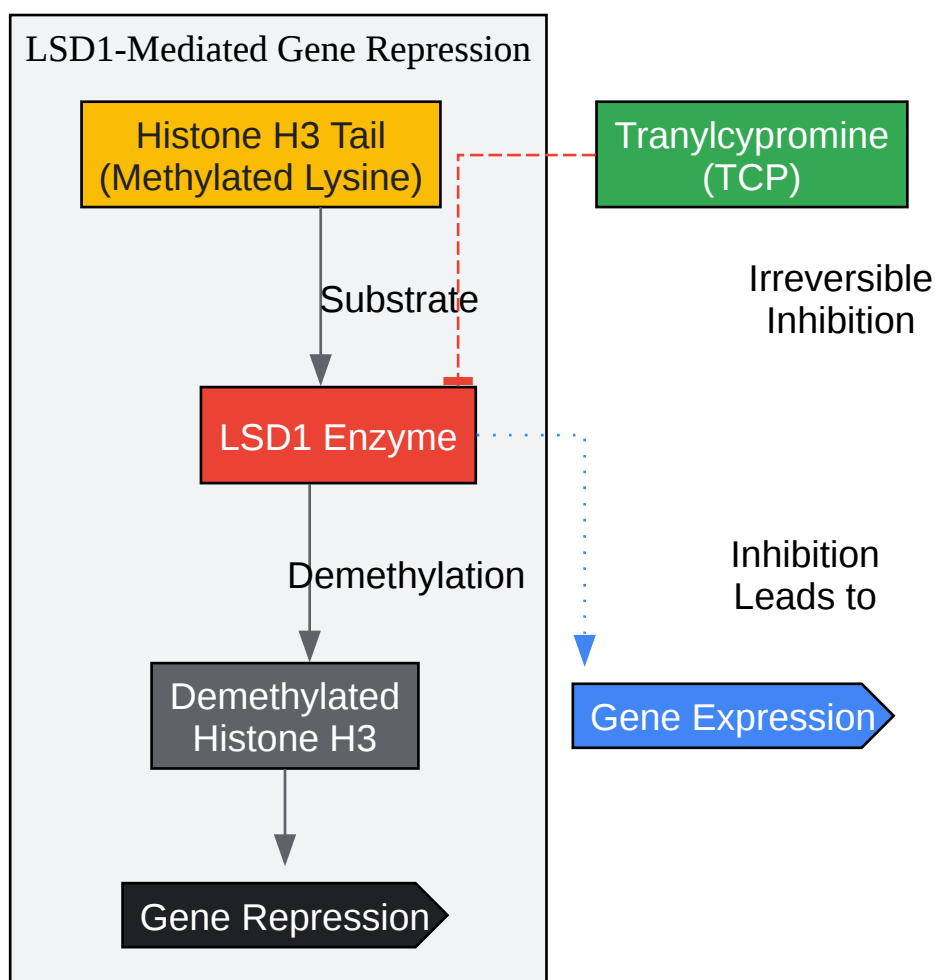 LSD1-Mediated Gene Repression
Histone H3 Tail
(Methylated Lysine)
Tranylcypromine
(TCP)
Substrate
Irreversible
Inhibition
LSD1 Enzyme
Demethylation
Inhibition
Leads to
Demethylated
Histone H3
Gene Expression
Gene Repression